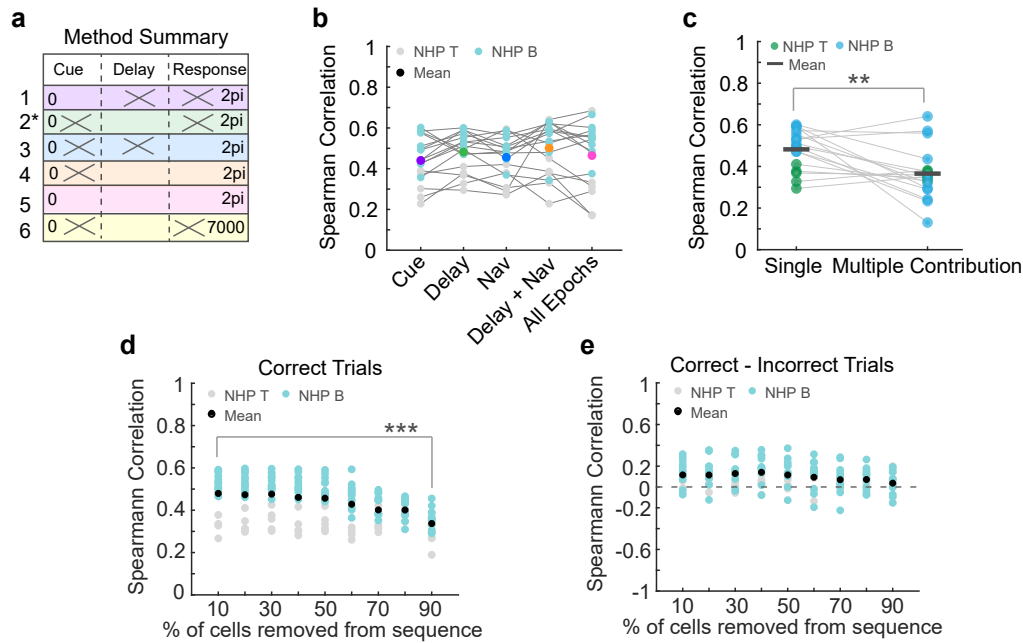 a
Method Summary
Cue Delay Response
1 0 2pi
2* 0 2pi
3 0 2pi
4 0 2pi
5 0 2pi
6 0 7000
b
NHP T NHP B
Mean
Spearman Correlation
1
0.8
0.6
0.4
0.2
0
Cue
Delay
Nav
Delay + Nav
All Epochs
c
NHP T NHP B
Mean
**
Spearman Correlation
1
0.8
0.6
0.4
0.2
0
Single Multiple Contribution
d
Correct Trials
NHP T NHP B
Mean
***
Spearmann Correlation
1
0.8
0.6
0.4
0.2
0
10 30 50 70 90
% of cells removed from sequence
e
Correct - Incorrect Trials
NHP T NHP B
Mean
Spearmann Correlation
1
0.6
0.2
0
-0.2
-0.6
-1
10 30 50 70 90
% of cells removed from sequence